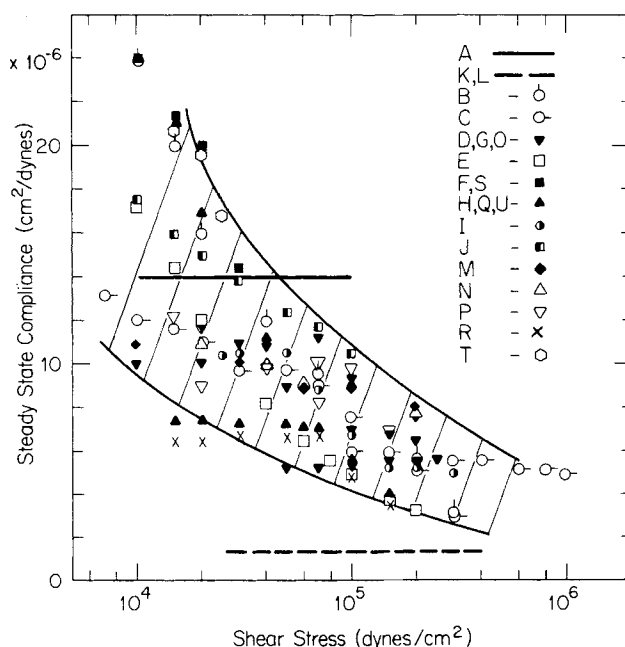 × 10⁻⁶
20
10
0
Steady State Compliance (cm²/dynes)
10⁴
10⁵
10⁶
Shear Stress (dynes/cm²)
A
K,L
B -
C -
D,G,O -
E -
F,S -
H,Q,U -
I -
J -
M -
N -
P -
R -
T -